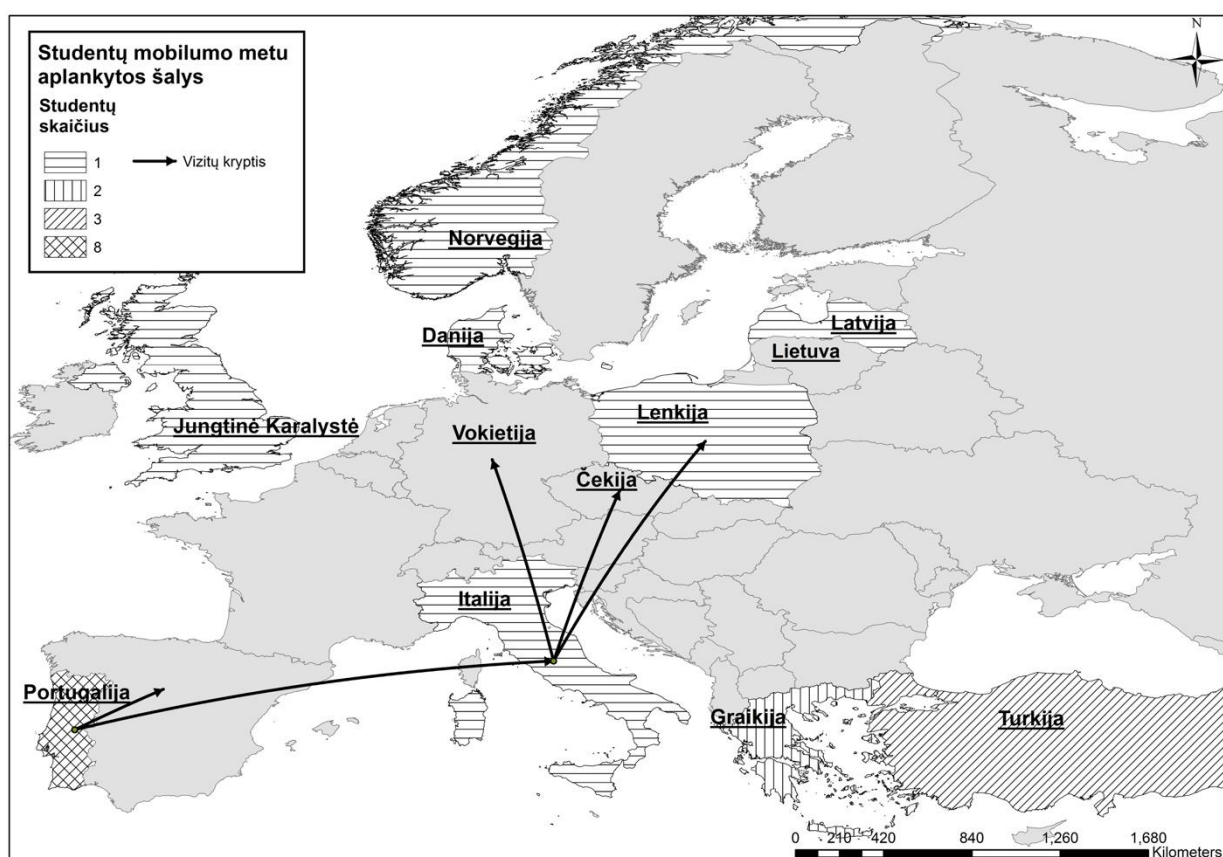 Studentų mobilumo metu
aplankytos šalys
Studentų
skaičius
1
Vizitų kryptis
2
3
8
N
Norvegija
Danija
Latvija
Lietuva
Jungtinė Karalystė
Lenkija
Vokietija
Čekija
Italija
Portugalija
Graikija
Turkija
0 210 420 840 1,260 1,680
Kilometers